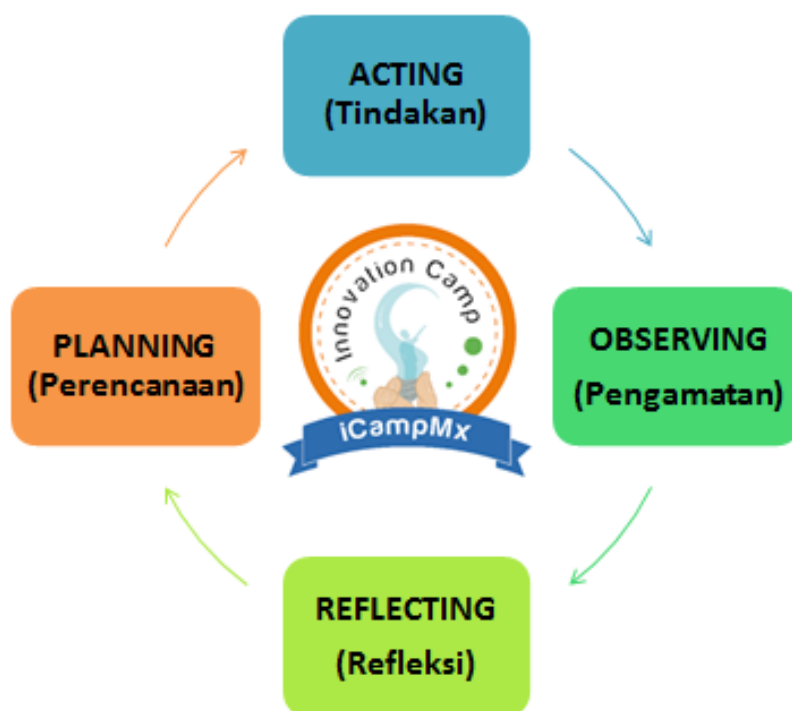 ACTING
(Tindakan)
Innovation Camp
PLANNING
(Perencanaan)
OBSERVING
(Pengamatan)
iCampMx
REFLECTING
(Refleksi)